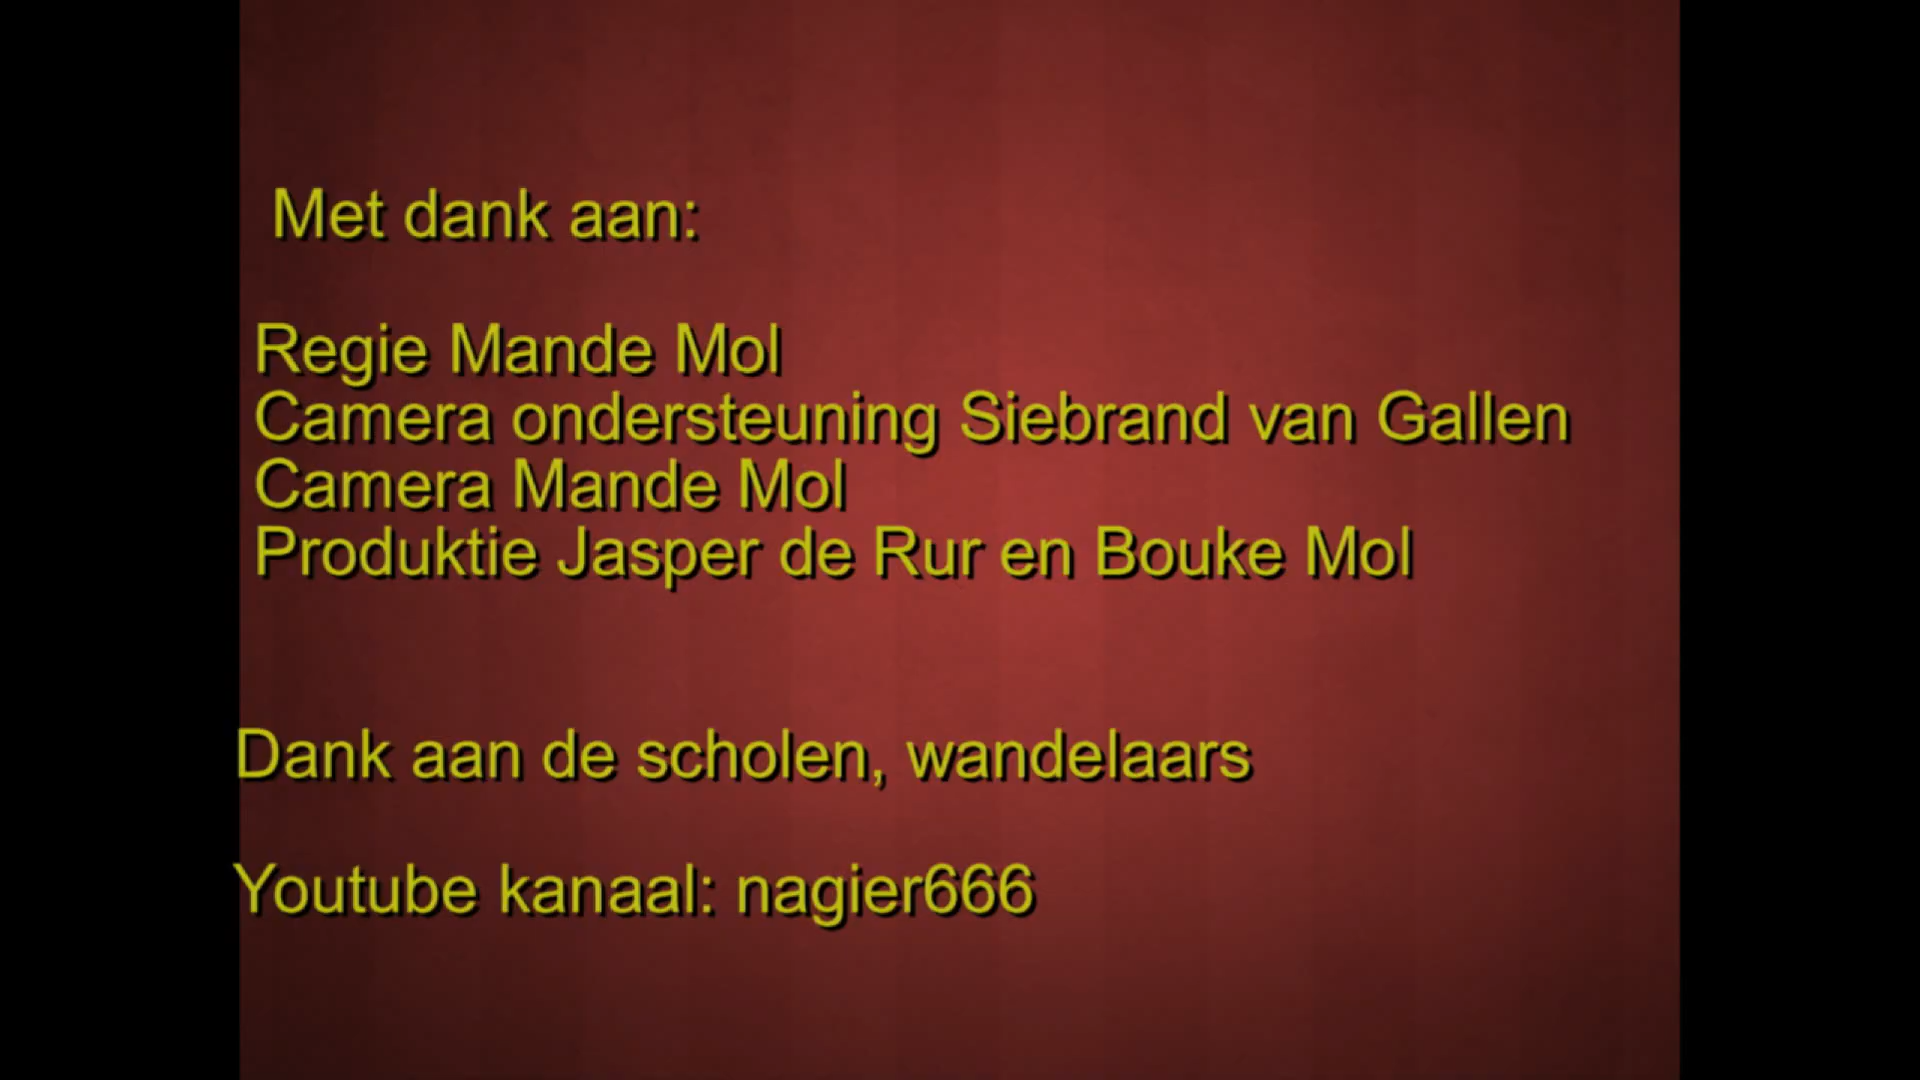 Met dank aan:
Regie Mande Mol
Camera ondersteuning Siebrand van Gallen
Camera Mande Mol
Produktie Jasper de Rur en Bouke Mol
Dank aan de scholen, wandelaars
Youtube kanaal: nagier666